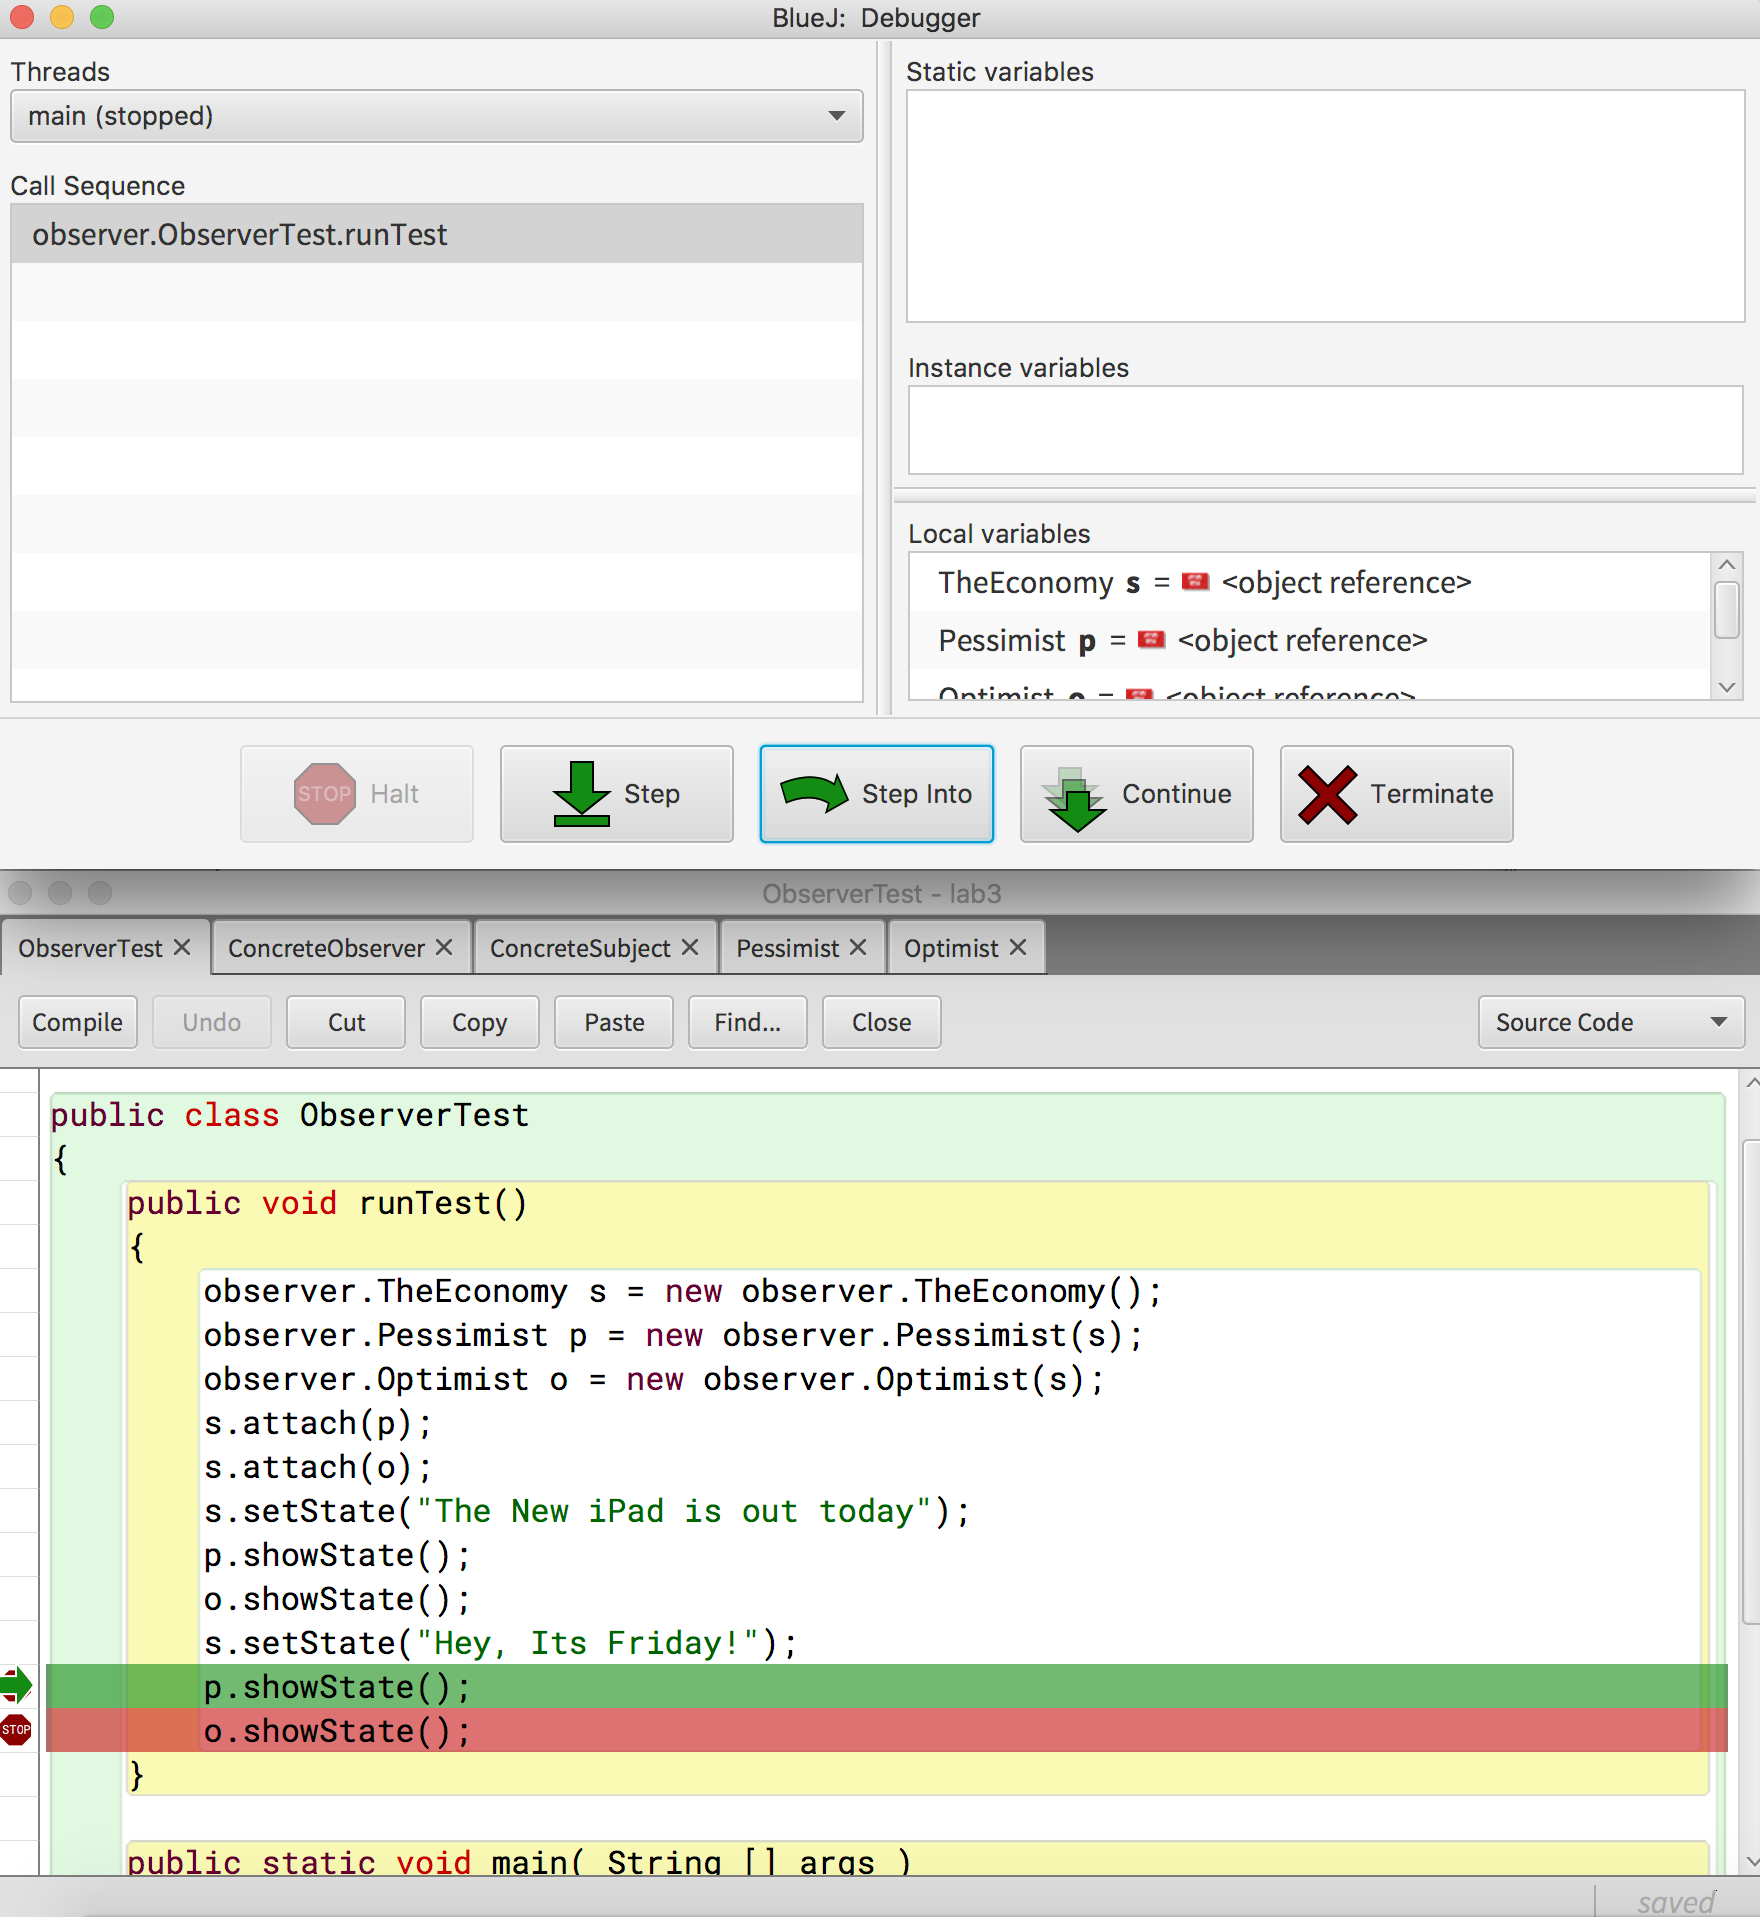 BlueJ: Debugger
Threads
main (stopped)
Call Sequence
observer.ObserverTest.runTest
Static variables
Instance variables
Local variables
TheEconomy s = <object reference>
Pessimist p = <object reference>
Optimist o = <object reference>
STOP Halt
Step
Step Into
Continue
Terminate
ObserverTest - lab3
ObserverTest
ConcreteObserver
ConcreteSubject
Pessimist
Optimist
Compile
Undo
Cut
Copy
Paste
Find...
Close
Source Code
public class ObserverTest
{
public void runTest()
{
observer.TheEconomy s = new observer.TheEconomy();
observer.Pessimist p = new observer.Pessimist(s);
observer.Optimist o = new observer.Optimist(s);
s.attach(p);
s.attach(o);
s.setState("The New iPad is out today");
p.showState();
o.showState();
s.setState("Hey, Its Friday!");
p.showState();
STOP
o.showState();
}
public static void main( String [] args )
saved